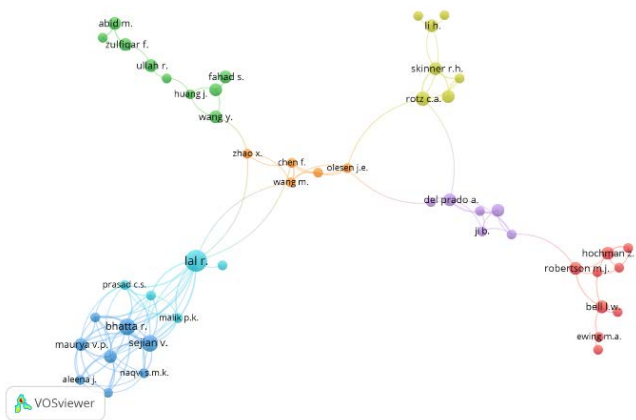 abid m.
li h.
zulfiqar f.
ullah r.
skinner r.h.
fahad s.
huang j.
rotz c.a.
wang y.
zhao x.
chen f.
olesen j.e.
wang m.
del prado a.
ji b.
hochman z.
lal r.
robertson m.j.
prasad c.s.
bell l.w.
malik p.k.
bhatta r.
ewing m.a.
maurya v.p.
sejian v.
naqvi s.m.k.
aleena j.
VOSviewer